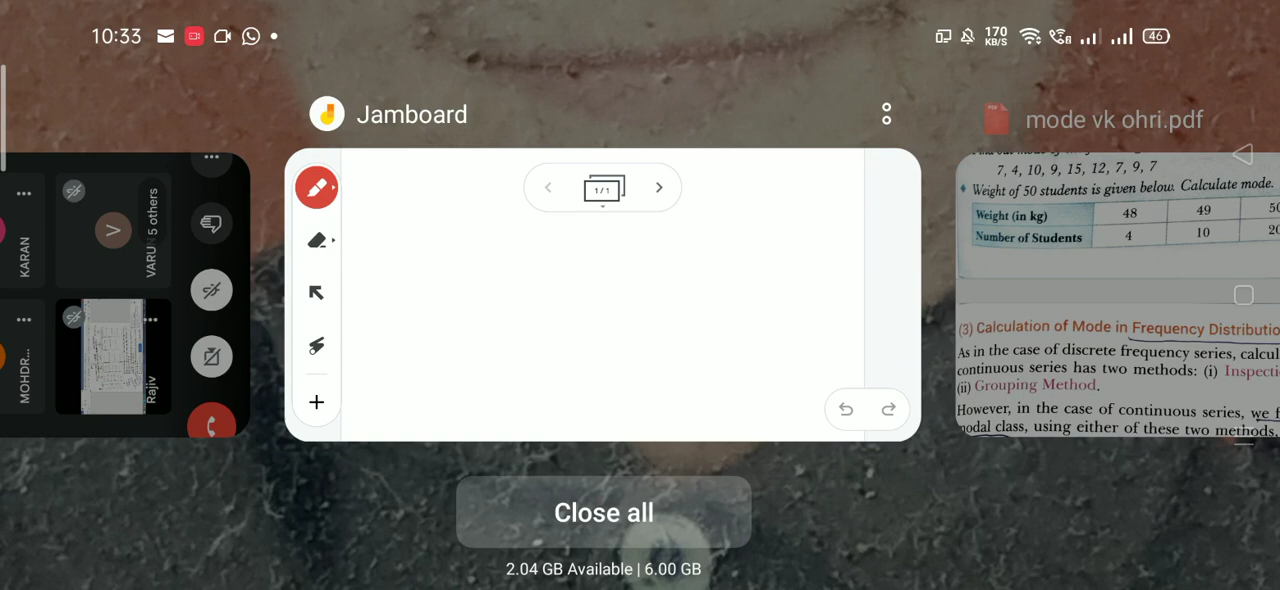 10:33
170
KB/S
46
Jamboard
mode vk ohri.pdf
KARAN
VARU
5 others
V
MOHDR...
Rajiv
1/1
7, 4, 10, 9, 15, 12, 7, 9, 7
Weight of 50 students is given below. Calculate mode.
Weight (in kg) 48 49
Number of Students 4 10
(3) Calculation of Mode in Frequency Distributio
As in the case of discrete frequency series, calcul
continuous series has two methods: (i) Inspecti
(ii) Grouping Method.
However, in the case of continuous series, we f
modal class, using either of these two methods.
Close all
2.04 GB Available | 6.00 GB